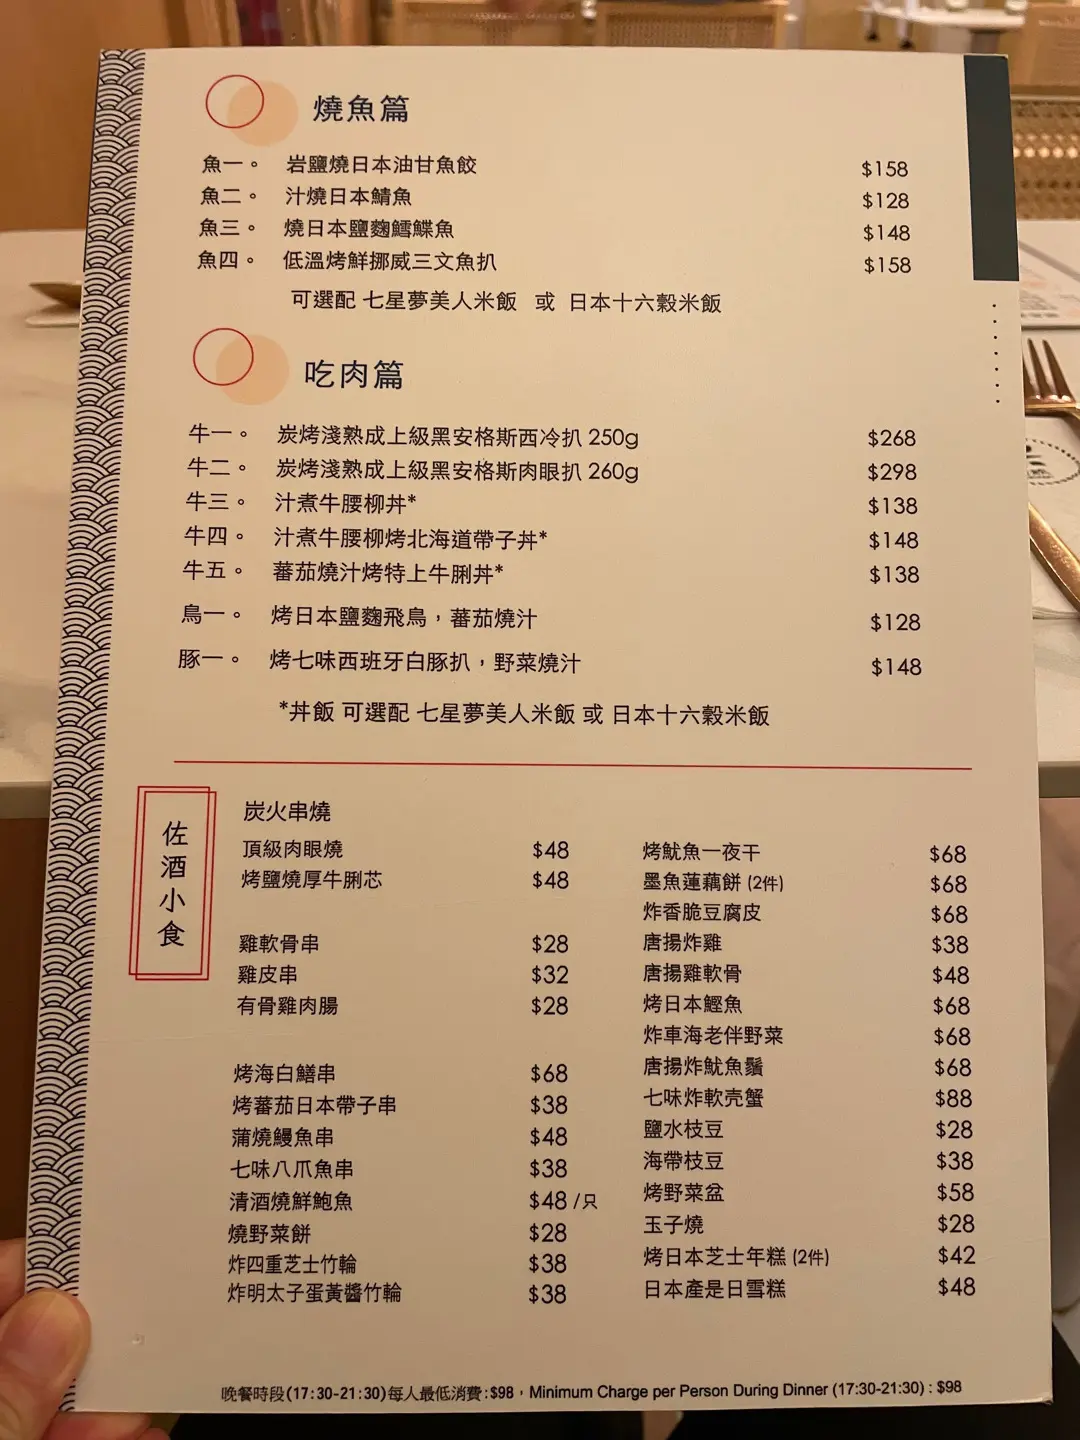 燒魚篇
魚一。 岩鹽燒日本油甘魚餃 $158
魚二。 汁燒日本鯖魚 $128
魚三。 燒日本鹽麴鱈鰈魚 $148
魚四。 低溫烤鮮挪威三文魚扒 $158
可選配 七星夢美人米飯 或 日本十六穀米飯
吃肉篇
牛一。 炭烤淺熟成上級黑安格斯西冷扒 250g $268
牛二。 炭烤淺熟成上級黑安格斯肉眼扒 260g $298
牛三。 汁煮牛腰柳丼* $138
牛四。 汁煮牛腰柳烤北海道帶子丼* $148
牛五。 蕃茄燒汁烤特上牛脷丼* $138
鳥一。 烤日本鹽麴飛鳥，蕃茄燒汁 $128
豚一。 烤七味西班牙白豚扒，野菜燒汁 $148
*丼飯 可選配 七星夢美人米飯 或 日本十六穀米飯
佐酒小食
炭火串燒
頂級肉眼燒 $48
烤鹽燒厚牛脷芯 $48
雞軟骨串 $28
雞皮串 $32
有骨雞肉腸 $28
烤海白鱔串 $68
烤蕃茄日本帶子串 $38
蒲燒鰻魚串 $48
七味八爪魚串 $38
清酒燒鮮鮑魚 $48 /只
燒野菜餅 $28
炸四重芝士竹輪 $38
炸明太子蛋黃醬竹輪 $38
烤魷魚一夜干 $68
墨魚蓮藕餅 (2件) $68
炸香脆豆腐皮 $68
唐揚炸雞 $38
唐揚雞軟骨 $48
烤日本鰹魚 $68
炸車海老伴野菜 $68
唐揚炸魷魚鬚 $68
七味炸軟壳蟹 $88
鹽水枝豆 $28
海帶枝豆 $38
烤野菜盆 $58
玉子燒 $28
烤日本芝士年糕 (2件) $42
日本產是日雪糕 $48
晚餐時段(17:30-21:30)每人最低消費:$98，Minimum Charge per Person During Dinner (17:30-21:30) : $98